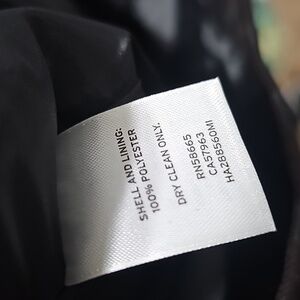 SHELL AND LINING:
100% POLYESTER
DRY CLEAN ONLY.
RN58665
CA57963
HA288560MI